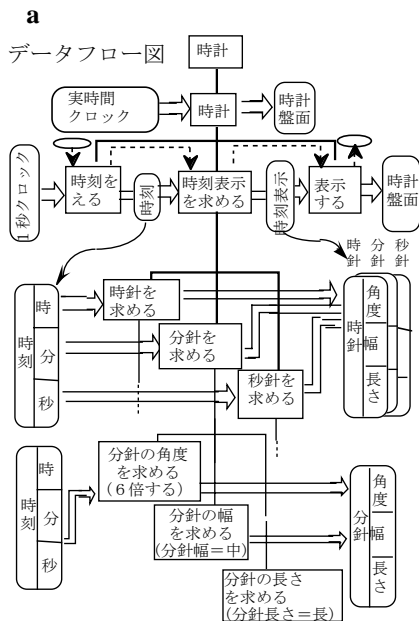 a
データフロー図
時計
実時間
クロック
時計
時計
盤面
1秒クロック
時刻を
える
時刻
時刻表示
を求める
時刻表示
表示
する
時計
盤面
時 分 秒
針 針 針
時刻
時
分
秒
時針を
求める
分針を
求める
秒針を
求める
時針
角度
幅
長さ
時刻
時
分
秒
分針の角度
を求める
(6倍する)
分針の幅
を求める
(分針幅=中)
分針の長さ
を求める
(分針長さ=長)
分針
角度
幅
長さ